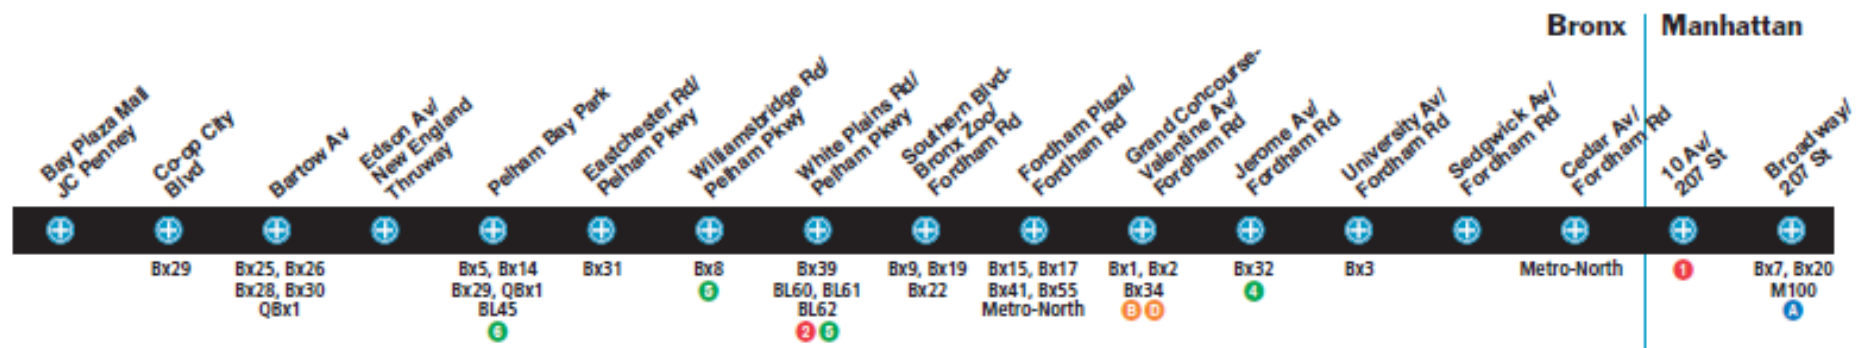 Bronx
Manhattan
Bay Plaza Mall
JC Penney
Co-op City
Blvd
Bartow Av
Edson Av/
New England
Thruway
Pelham Bay Park
Eastchester Rd/
Pelham Pkwy
Williamsbridge Rd/
Pelham Pkwy
White Plains Rd/
Pelham Pkwy
Southern Blvd-
Bronx Zoo/
Fordham Rd
Fordham Plaza/
Fordham Rd
Grand Concourse-
Valentine Av/
Fordham Rd
Jerome Av/
Fordham Rd
University Av/
Fordham Rd
Sedgwick Av/
Fordham Rd
Cedar Av/
Fordham Rd
10 Av/
207 St
Broadway/
207 St
Bx29
Bx25, Bx26
Bx28, Bx30
QBx1
Bx5, Bx14
Bx29, QBx1
BL45
6
Bx31
Bx8
5
Bx39
BL60, BL61
BL62
2 5
Bx9, Bx19
Bx22
Bx15, Bx17
Bx41, Bx55
Metro-North
Bx1, Bx2
Bx34
B D
Bx32
4
Bx3
Metro-North
1
Bx7, Bx20
M100
A